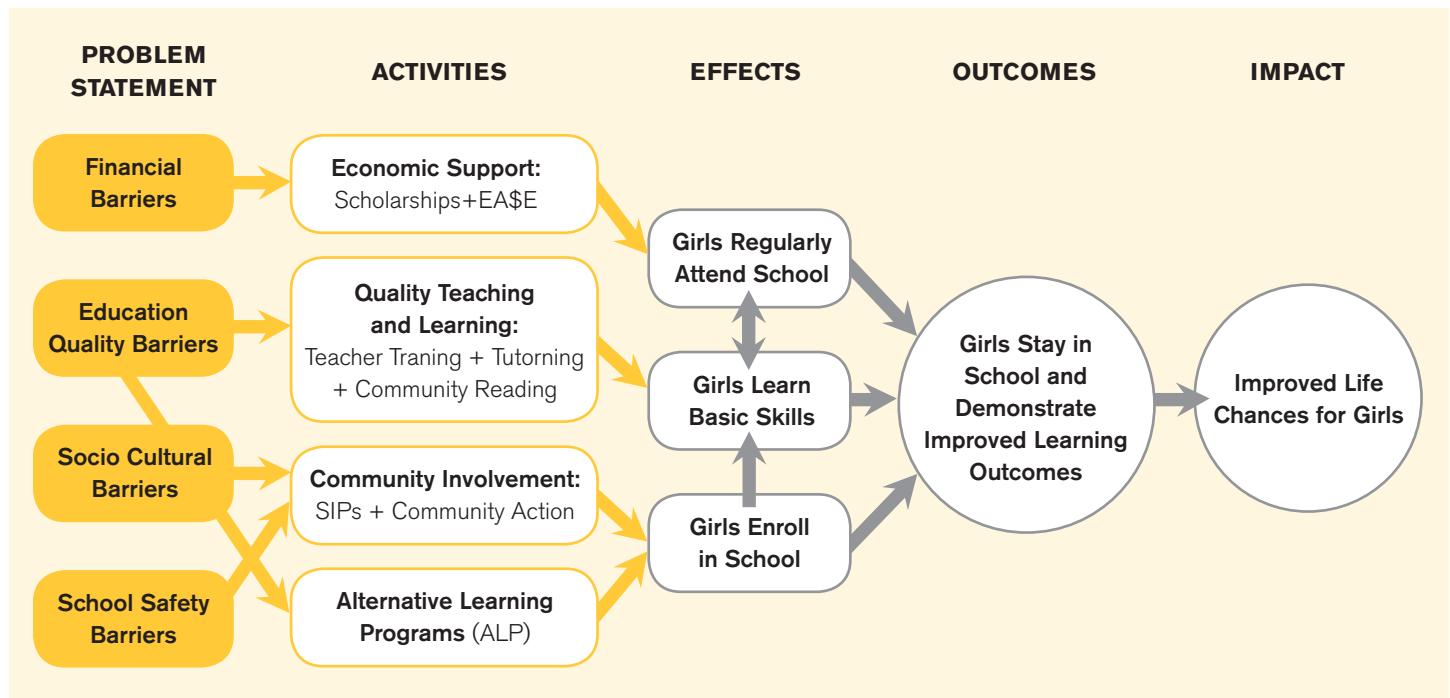 PROBLEM
STATEMENT
ACTIVITIES
EFFECTS
OUTCOMES
IMPACT
Financial
Barriers
Education
Quality Barriers
Socio Cultural
Barriers
School Safety
Barriers
Economic Support:
Scholarships+EA$E
Quality Teaching
and Learning:
Teacher Traning + Tutorning
+ Community Reading
Community Involvement:
SIPs + Community Action
Alternative Learning
Programs (ALP)
Girls Regularly
Attend School
Girls Learn
Basic Skills
Girls Enroll
in School
Girls Stay in
School and
Demonstrate
Improved Learning
Outcomes
Improved Life
Chances for Girls